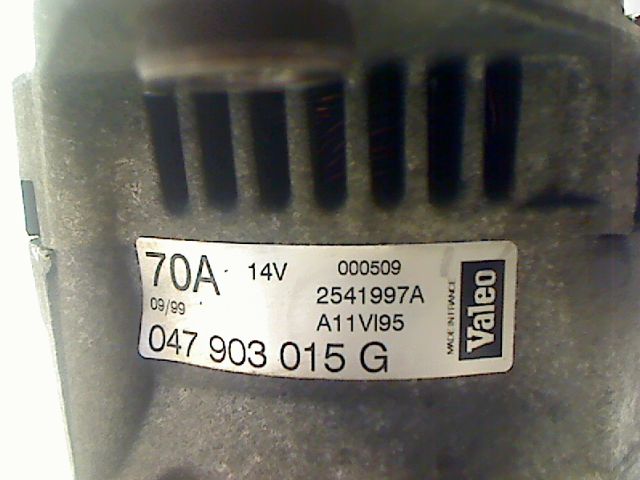 70A 14V 000509
09/99 2541997A
A11VI95
047 903 015 G
MADE IN FRANCE
Valeo